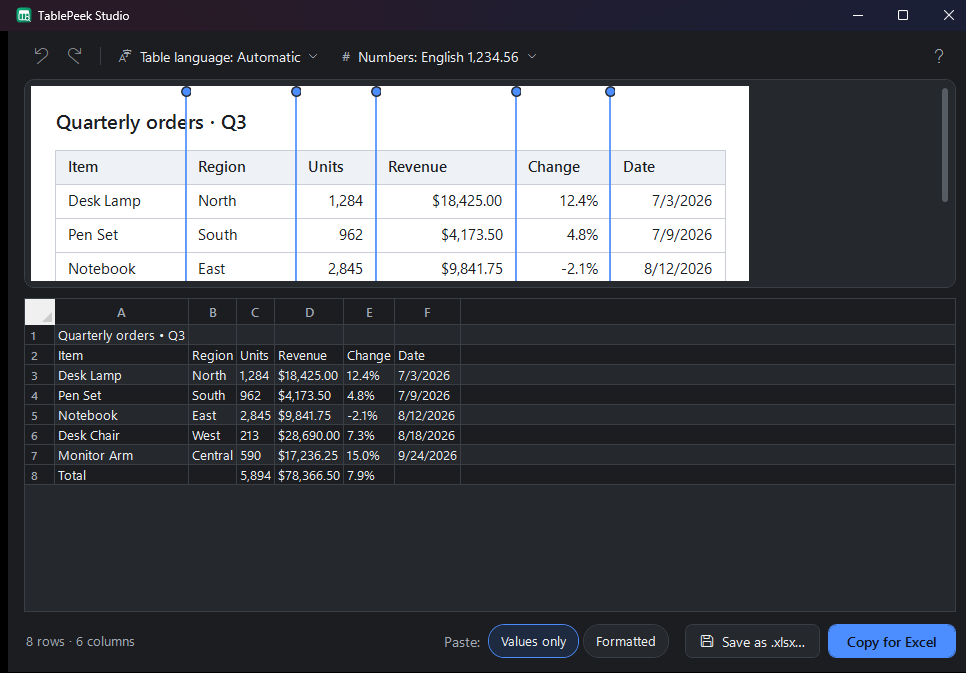 TablePeek Studio
Table language: Automatic # Numbers: English 1,234.56 ?
Quarterly orders · Q3
Item Region Units Revenue Change Date
Desk Lamp North 1,284 $18,425.00 12.4% 7/3/2026
Pen Set South 962 $4,173.50 4.8% 7/9/2026
Notebook East 2,845 $9,841.75 -2.1% 8/12/2026
A B C D E F
1 Quarterly orders • Q3
2 Item Region Units Revenue Change Date
3 Desk Lamp North 1,284 $18,425.00 12.4% 7/3/2026
4 Pen Set South 962 $4,173.50 4.8% 7/9/2026
5 Notebook East 2,845 $9,841.75 -2.1% 8/12/2026
6 Desk Chair West 213 $28,690.00 7.3% 8/18/2026
7 Monitor Arm Central 590 $17,236.25 15.0% 9/24/2026
8 Total 5,894 $78,366.50 7.9%
8 rows · 6 columns Paste: Values only Formatted Save as .xlsx... Copy for Excel